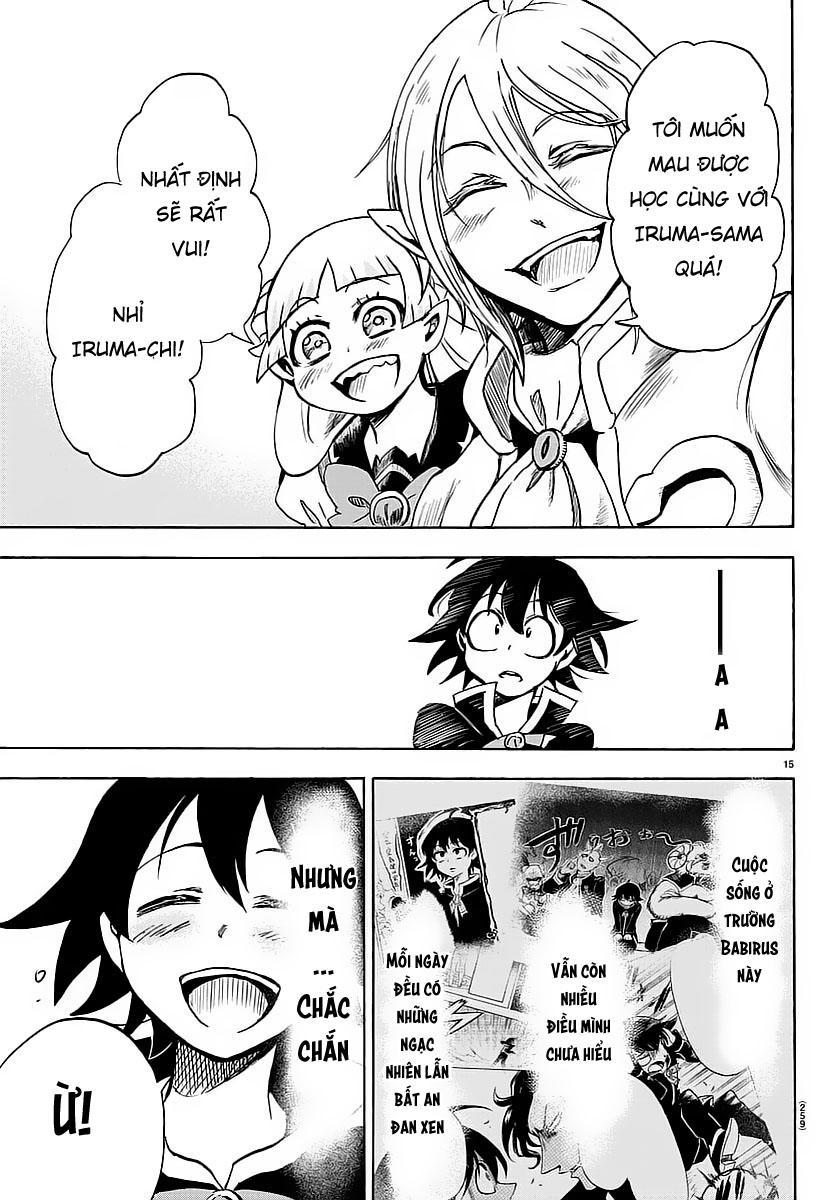 TÔI MUỐN
MAU ĐƯỢC
HỌC CÙNG VỚI
IRUMA-SAMA
QUÁ!
NHẤT ĐỊNH
SẼ RẤT
VUI!
NHỈ
IRUMA-CHI!
A
A
15
CUỘC
SỐNG Ở
TRƯỜNG
BABIRUS
NÀY
VẪN CÒN
NHIỀU
ĐIỀU MÌNH
CHƯA HIỂU
MỖI NGÀY
ĐỀU CÓ
NHỮNG
NGẠC
NHIÊN LẪN
BẤT AN
ĐAN XEN
NHƯNG
MÀ
...
CHẮC
CHẮN
Ừ!
(259)